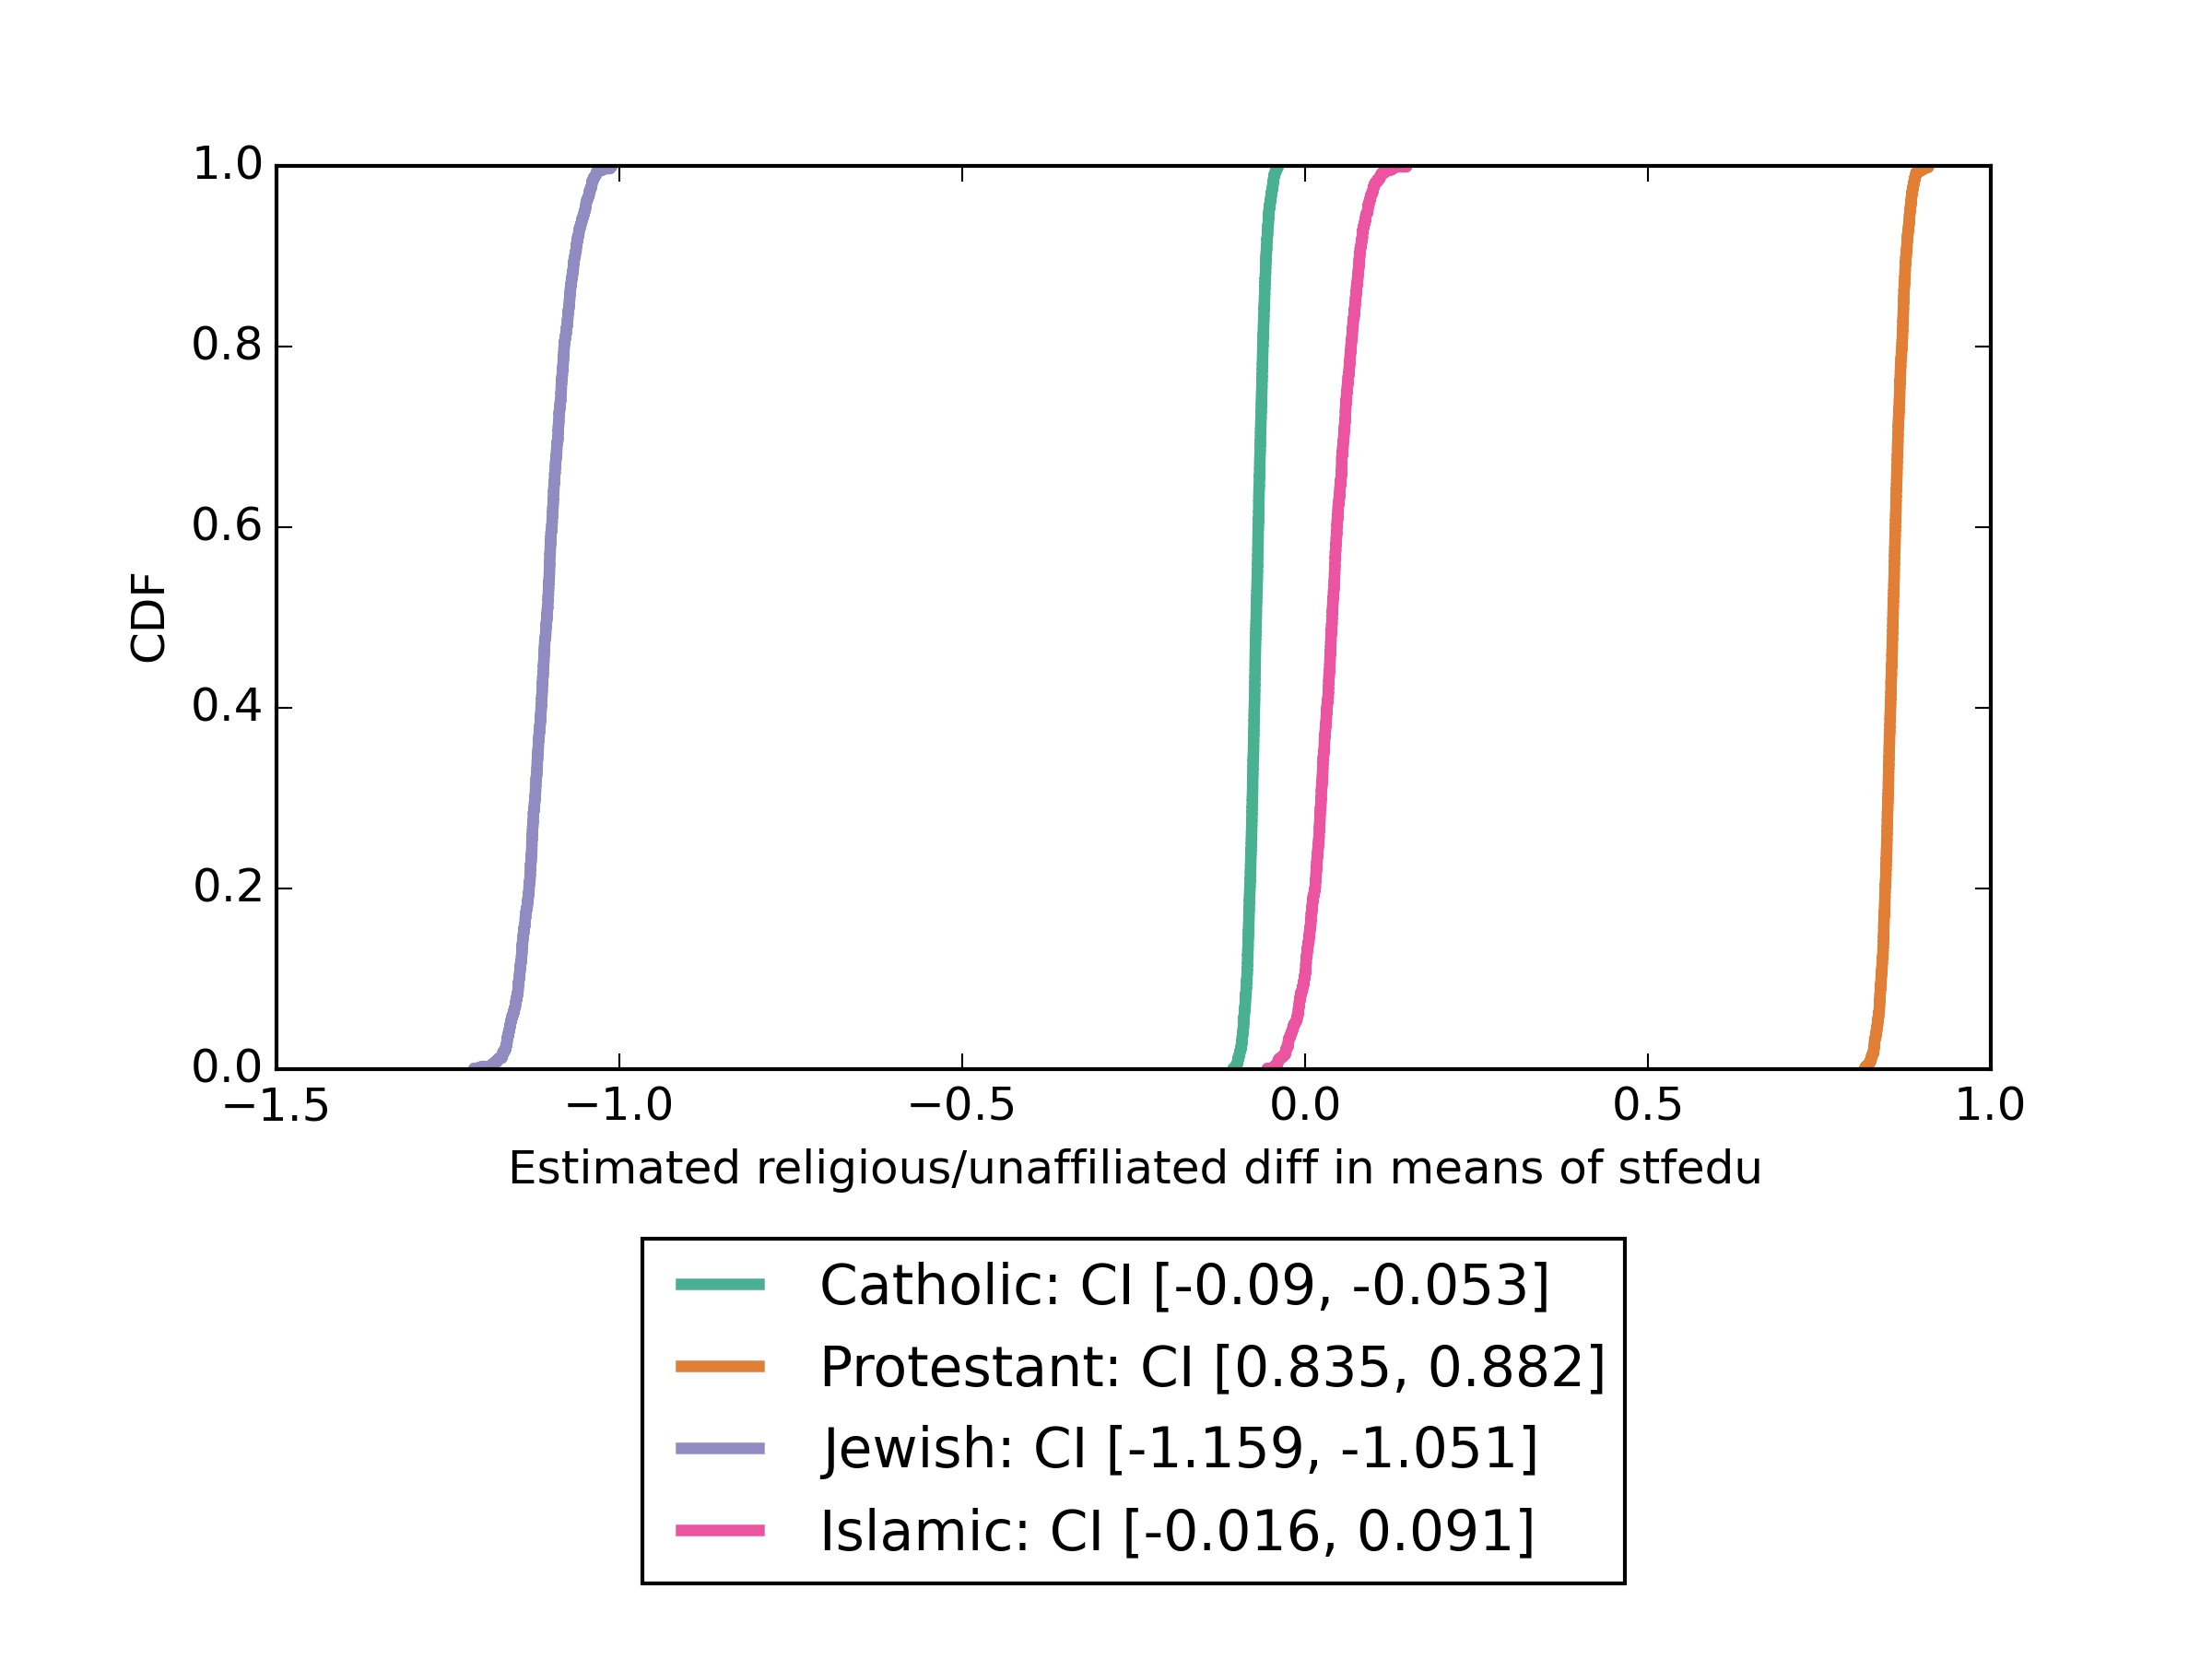 1.0
0.8
0.6
0.4
0.2
0.0
CDF
−1.5 −1.0 −0.5 0.0 0.5 1.0
Estimated religious/unaffiliated diff in means of stfedu
Catholic: CI [-0.09, -0.053]
Protestant: CI [0.835, 0.882]
Jewish: CI [-1.159, -1.051]
Islamic: CI [-0.016, 0.091]